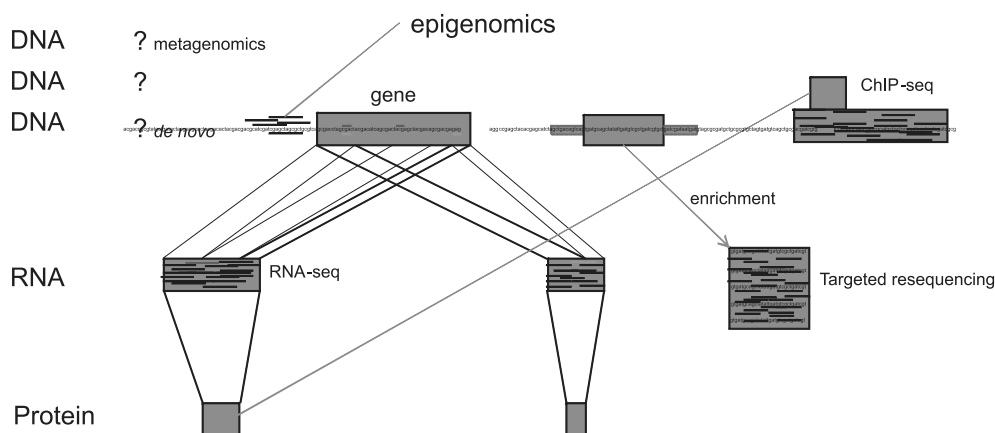 epigenomics
DNA ? metagenomics
DNA ?
ChIP-seq
gene
DNA ? de novo
enrichment
RNA
RNA-seq
Targeted resequencing
Protein